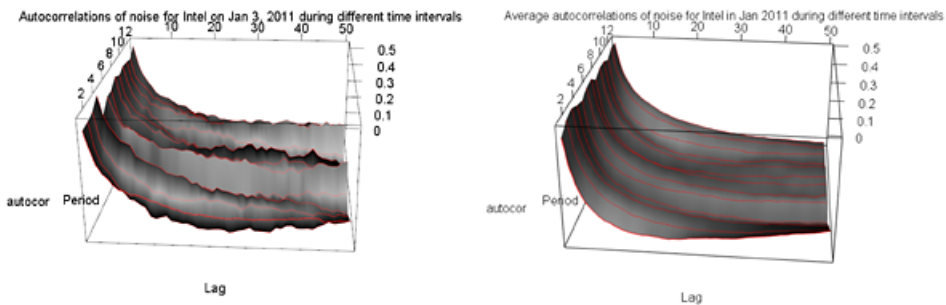 Autocorrelations of noise for Intel on Jan 3, 2011 during different time intervals
12 10 20 30 40 50
10
8
6
4
2
0.5
0.4
0.3
0.2
0.1
0
autocor Period
Lag
Average autocorrelations of noise for Intel in Jan 2011 during different time intervals
12 10 20 30 40 50
10
8
6
4
2
0.5
0.4
0.3
0.2
0.1
0
autocor Period
Lag